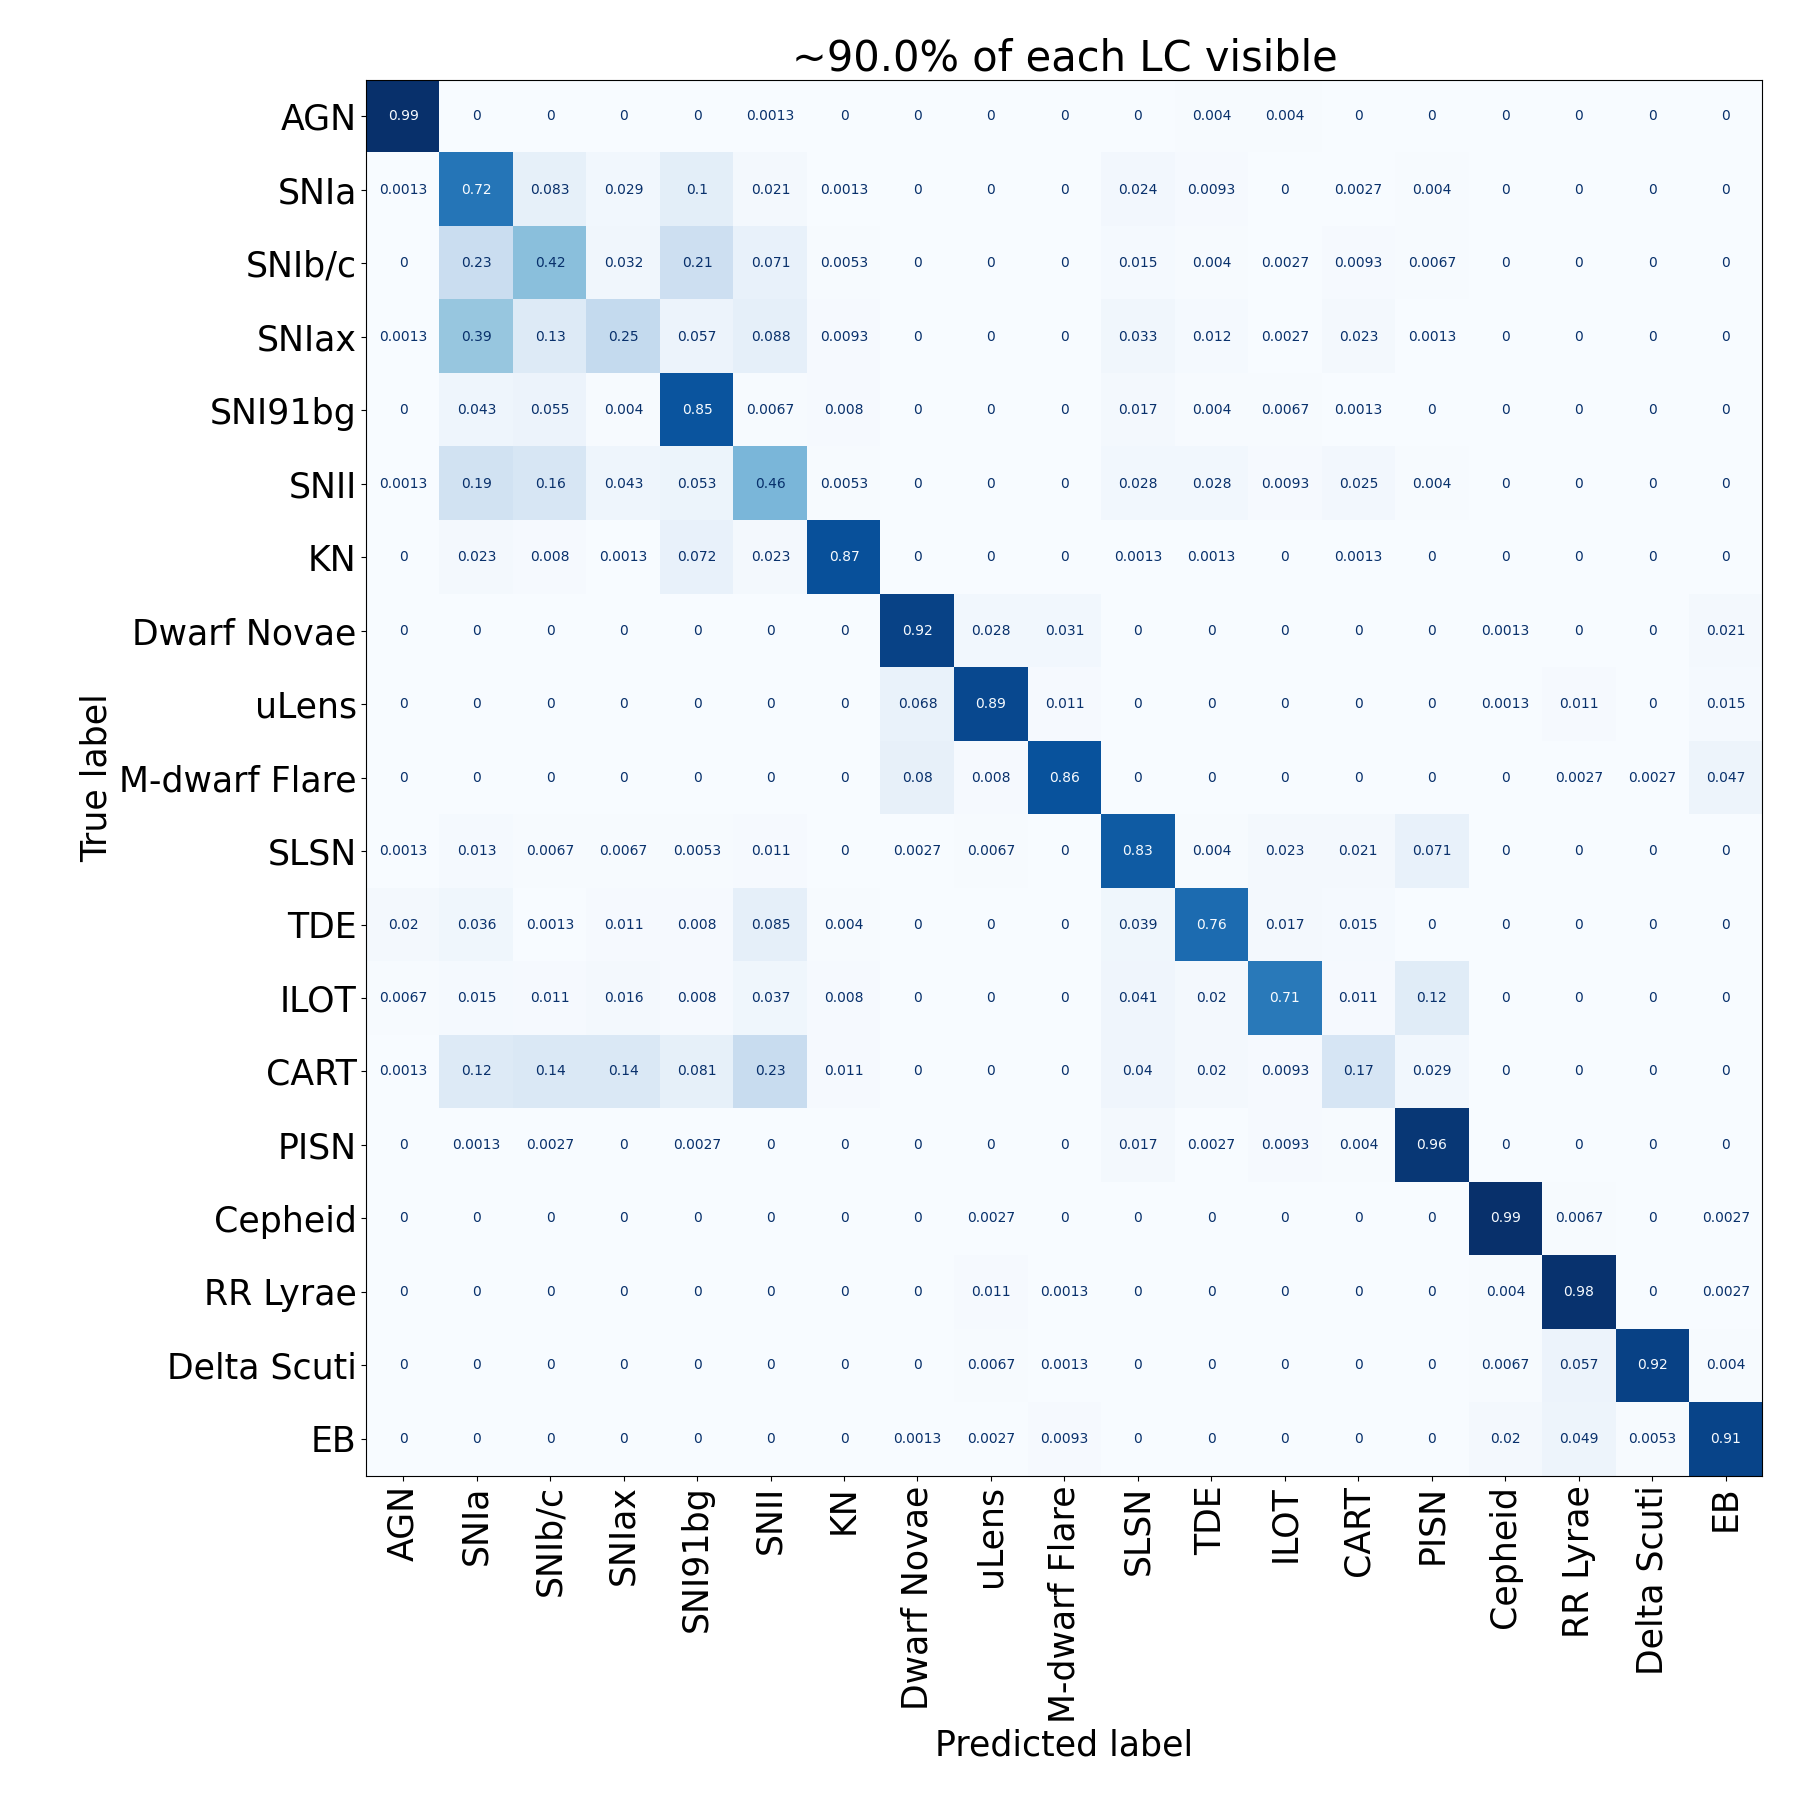 ~90.0% of each LC visible
AGN 0.99 0 0 0 0 0.0013 0 0 0 0 0 0.004 0.004 0 0 0 0 0 0
SNIa 0.0013 0.72 0.083 0.029 0.1 0.021 0.0013 0 0 0 0.024 0.0093 0 0.0027 0.004 0 0 0 0
SNIb/c 0 0.23 0.42 0.032 0.21 0.071 0.0053 0 0 0 0.015 0.004 0.0027 0.0093 0.0067 0 0 0 0
SNIax 0.0013 0.39 0.13 0.25 0.057 0.088 0.0093 0 0 0 0.033 0.012 0.0027 0.023 0.0013 0 0 0 0
SNI91bg 0 0.043 0.055 0.004 0.85 0.0067 0.008 0 0 0 0.017 0.004 0.0067 0.0013 0 0 0 0 0
SNII 0.0013 0.19 0.16 0.043 0.053 0.46 0.0053 0 0 0 0.028 0.028 0.0093 0.025 0.004 0 0 0 0
KN 0 0.023 0.008 0.0013 0.072 0.023 0.87 0 0 0 0.0013 0.0013 0 0.0013 0 0 0 0 0
Dwarf Novae 0 0 0 0 0 0 0 0.92 0.028 0.031 0 0 0 0 0 0.0013 0 0 0.021
uLens 0 0 0 0 0 0 0 0.068 0.89 0.011 0 0 0 0 0 0.0013 0.011 0 0.015
M-dwarf Flare 0 0 0 0 0 0 0 0.08 0.008 0.86 0 0 0 0 0 0 0.0027 0.0027 0.047
SLSN 0.0013 0.013 0.0067 0.0067 0.0053 0.011 0 0.0027 0.0067 0 0.83 0.004 0.023 0.021 0.071 0 0 0 0
TDE 0.02 0.036 0.0013 0.011 0.008 0.085 0.004 0 0 0 0.039 0.76 0.017 0.015 0 0 0 0 0
ILOT 0.0067 0.015 0.011 0.016 0.008 0.037 0.008 0 0 0 0.041 0.02 0.71 0.011 0.12 0 0 0 0
CART 0.0013 0.12 0.14 0.14 0.081 0.23 0.011 0 0 0 0.04 0.02 0.0093 0.17 0.029 0 0 0 0
PISN 0 0.0013 0.0027 0 0.0027 0 0 0 0 0 0.017 0.0027 0.0093 0.004 0.96 0 0 0 0
Cepheid 0 0 0 0 0 0 0 0 0.0027 0 0 0 0 0 0 0.99 0.0067 0 0.0027
RR Lyrae 0 0 0 0 0 0 0 0 0.011 0.0013 0 0 0 0 0 0.004 0.98 0 0.0027
Delta Scuti 0 0 0 0 0 0 0 0 0.0067 0.0013 0 0 0 0 0 0.0067 0.057 0.92 0.004
EB 0 0 0 0 0 0 0 0.0013 0.0027 0.0093 0 0 0 0 0 0.02 0.049 0.0053 0.91
True label
AGN SNIa SNIb/c SNIax SNI91bg SNII KN Dwarf Novae uLens M-dwarf Flare SLSN TDE ILOT CART PISN Cepheid RR Lyrae Delta Scuti EB
Predicted label